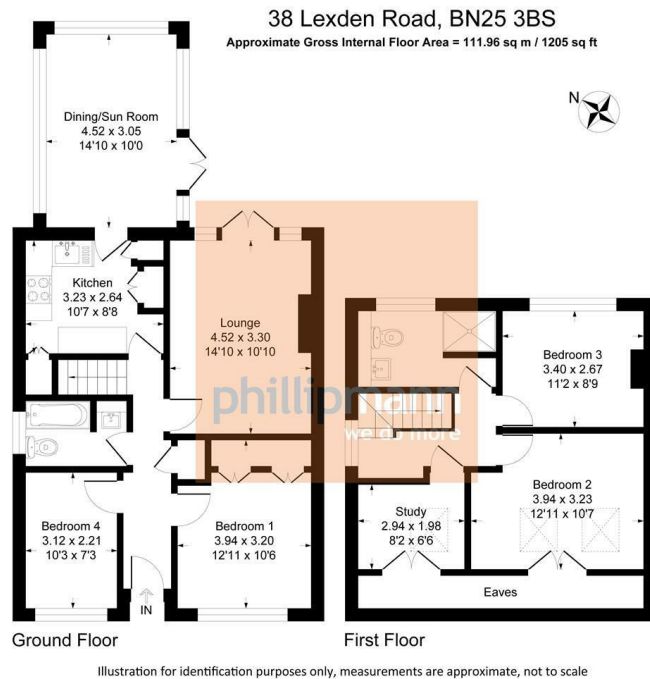 38 Lexden Road, BN25 3BS
Approximate Gross Internal Floor Area = 111.96 sq m / 1205 sq ft
N
Dining/Sun Room
4.52 x 3.05
14'10 x 10'0
Kitchen
3.23 x 2.64
10'7 x 8'8
Lounge
4.52 x 3.30
14'10 x 10'10
Bedroom 4
3.12 x 2.21
10'3 x 7'3
Bedroom 1
3.94 x 3.20
12'11 x 10'6
IN
Ground Floor
Bedroom 3
3.40 x 2.67
11'2 x 8'9
Bedroom 2
3.94 x 3.23
12'11 x 10'7
Study
2.94 x 1.98
8'2 x 6'6
Eaves
First Floor
phillipmann
we do more
Illustration for identification purposes only, measurements are approximate, not to scale